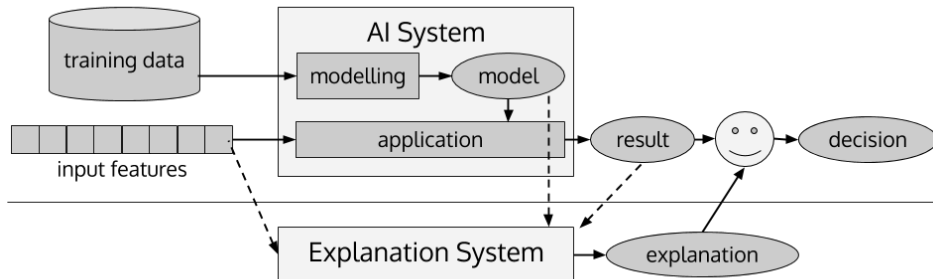 AI System
training data
modelling
model
application
result
decision
input features
Explanation System
explanation